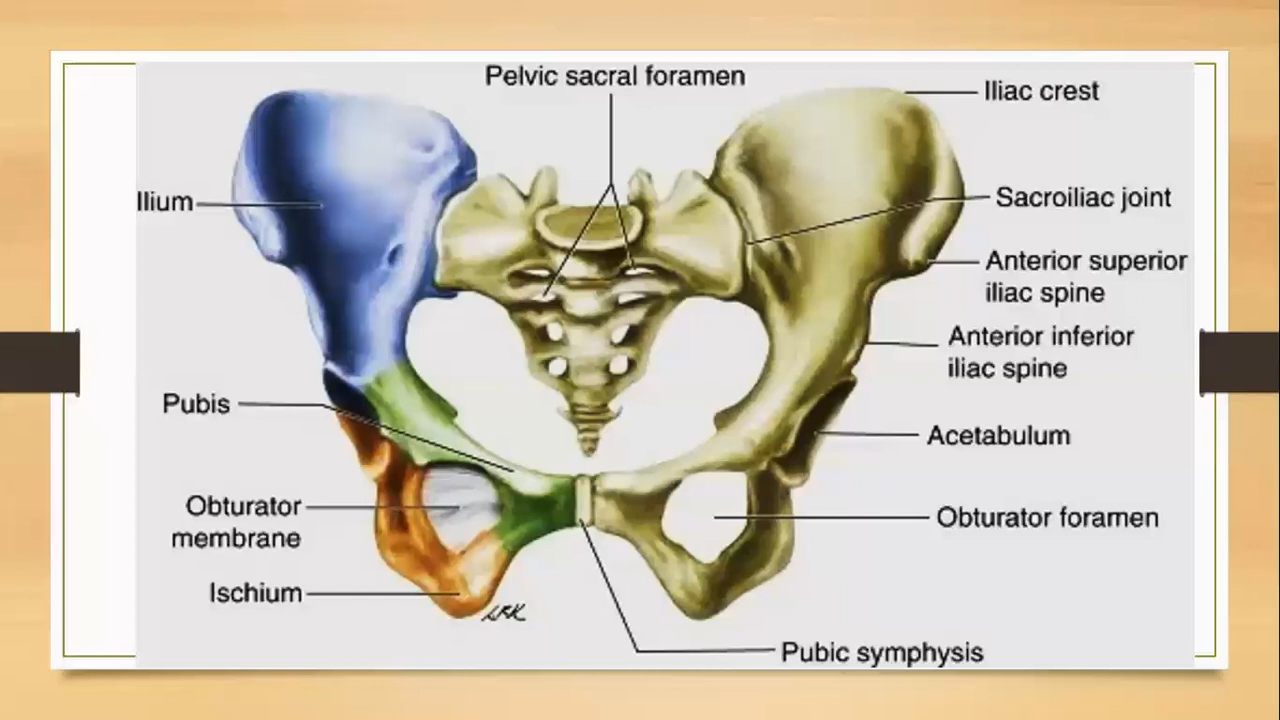 Pelvic sacral foramen
Iliac crest
Ilium
Sacroiliac joint
Anterior superior
iliac spine
Anterior inferior
iliac spine
Pubis
Acetabulum
Obturator
membrane
Obturator foramen
Ischium
Pubic symphysis